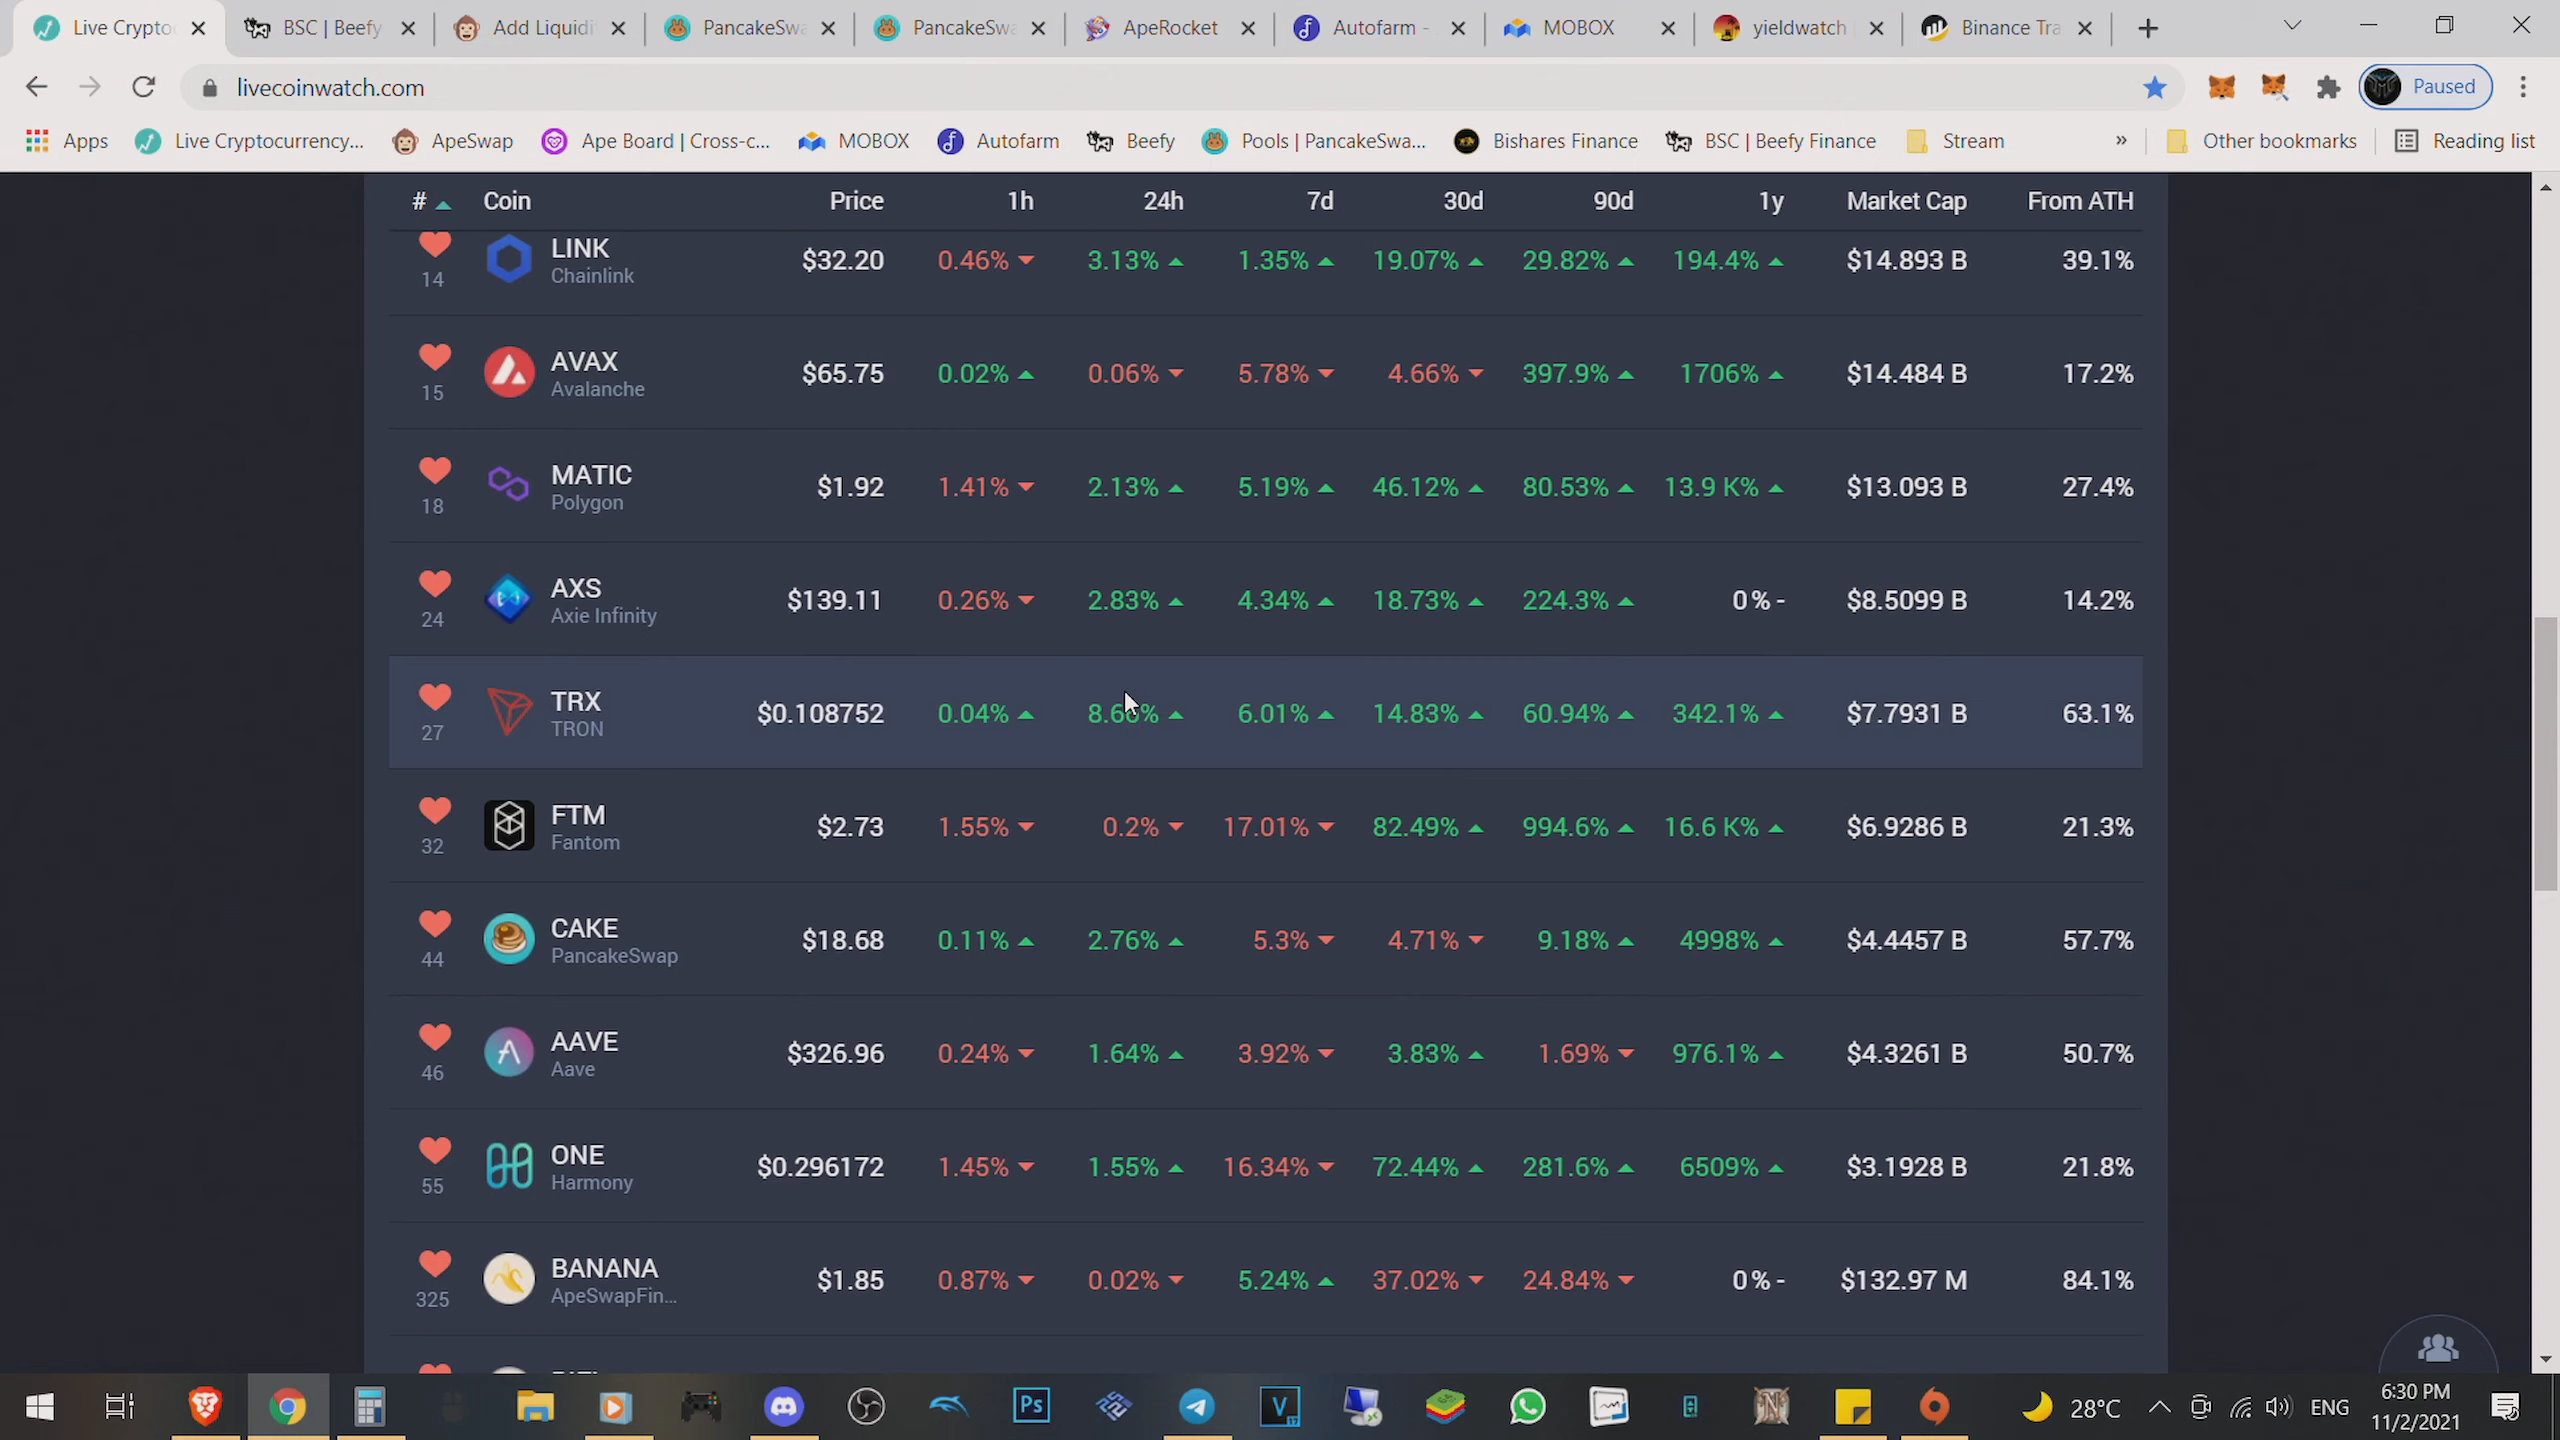 Live Crypto
BSC | Beefy
Add Liquidi
PancakeSwa
PancakeSwa
ApeRocket
Autofarm -
MOBOX
yieldwatch
Binance Tra
livecoinwatch.com
Paused
Apps
Live Cryptocurrency...
ApeSwap
Ape Board | Cross-c...
MOBOX
Autofarm
Beefy
Pools | PancakeSwa...
Bishares Finance
BSC | Beefy Finance
Stream
»
Other bookmarks
Reading list
# Coin Price 1h 24h 7d 30d 90d 1y Market Cap From ATH
14 LINK Chainlink $32.20 0.46% 3.13% 1.35% 19.07% 29.82% 194.4% $14.893 B 39.1%
15 AVAX Avalanche $65.75 0.02% 0.06% 5.78% 4.66% 397.9% 1706% $14.484 B 17.2%
18 MATIC Polygon $1.92 1.41% 2.13% 5.19% 46.12% 80.53% 13.9 K% $13.093 B 27.4%
24 AXS Axie Infinity $139.11 0.26% 2.83% 4.34% 18.73% 224.3% 0% - $8.5099 B 14.2%
27 TRX TRON $0.108752 0.04% 6.01% 14.83% 60.94% 342.1% $7.7931 B 63.1%
32 FTM Fantom $2.73 1.55% 0.2% 17.01% 82.49% 994.6% 16.6 K% $6.9286 B 21.3%
44 CAKE PancakeSwap $18.68 0.11% 2.76% 5.3% 4.71% 9.18% 4998% $4.4457 B 57.7%
46 AAVE Aave $326.96 0.24% 1.64% 3.92% 3.83% 1.69% 976.1% $4.3261 B 50.7%
55 ONE Harmony $0.296172 1.45% 1.55% 16.34% 72.44% 281.6% 6509% $3.1928 B 21.8%
325 BANANA ApeSwapFin... $1.85 0.87% 0.02% 5.24% 37.02% 24.84% 0% - $132.97 M 84.1%
Ps
V
17
28°C
ENG
6:30 PM
11/2/2021